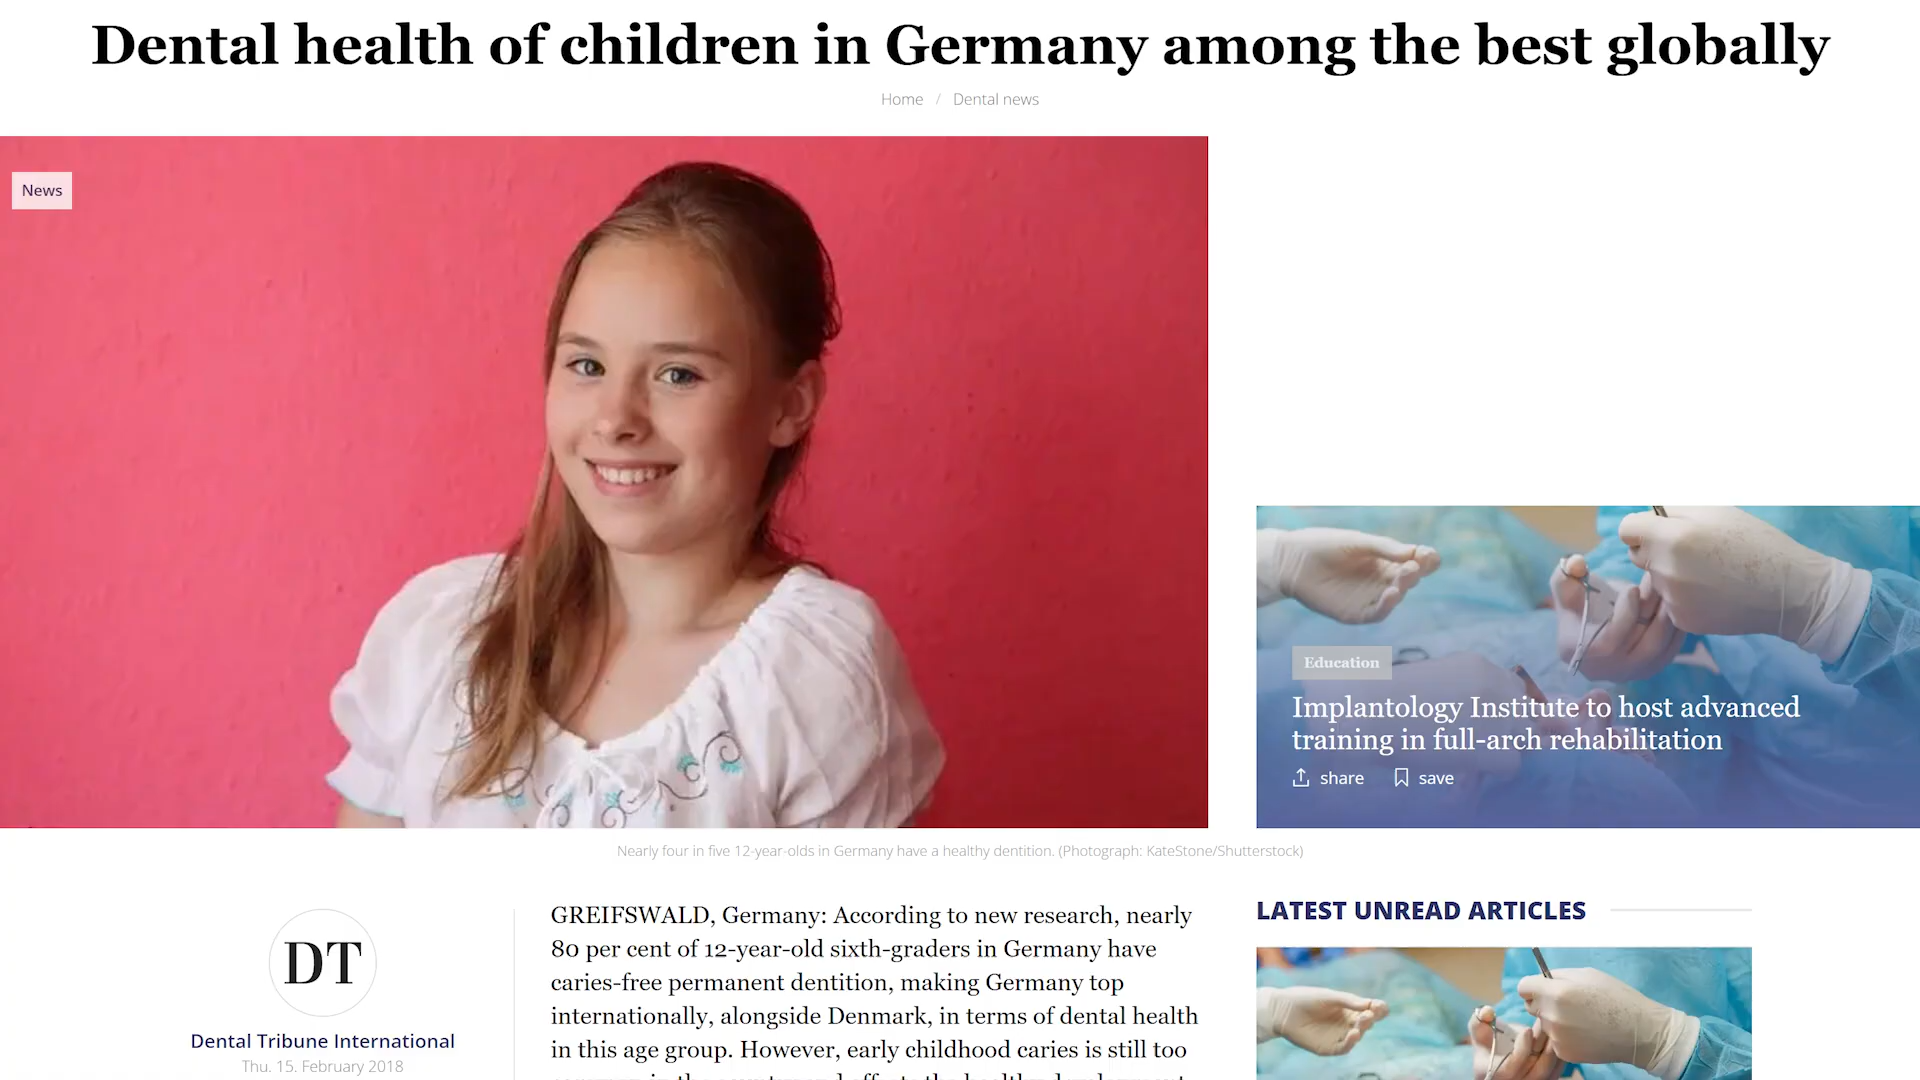 Dental health of children in Germany among the best globally
Home / Dental news
News
Education
Implantology Institute to host advanced
training in full-arch rehabilitation
share save
Nearly four in five 12-year-olds in Germany have a healthy dentition. (Photograph: KateStone/Shutterstock)
DT
Dental Tribune International
Thu. 15. February 2018
GREIFSWALD, Germany: According to new research, nearly
80 per cent of 12-year-old sixth-graders in Germany have
caries-free permanent dentition, making Germany top
internationally, alongside Denmark, in terms of dental health
in this age group. However, early childhood caries is still too
LATEST UNREAD ARTICLES